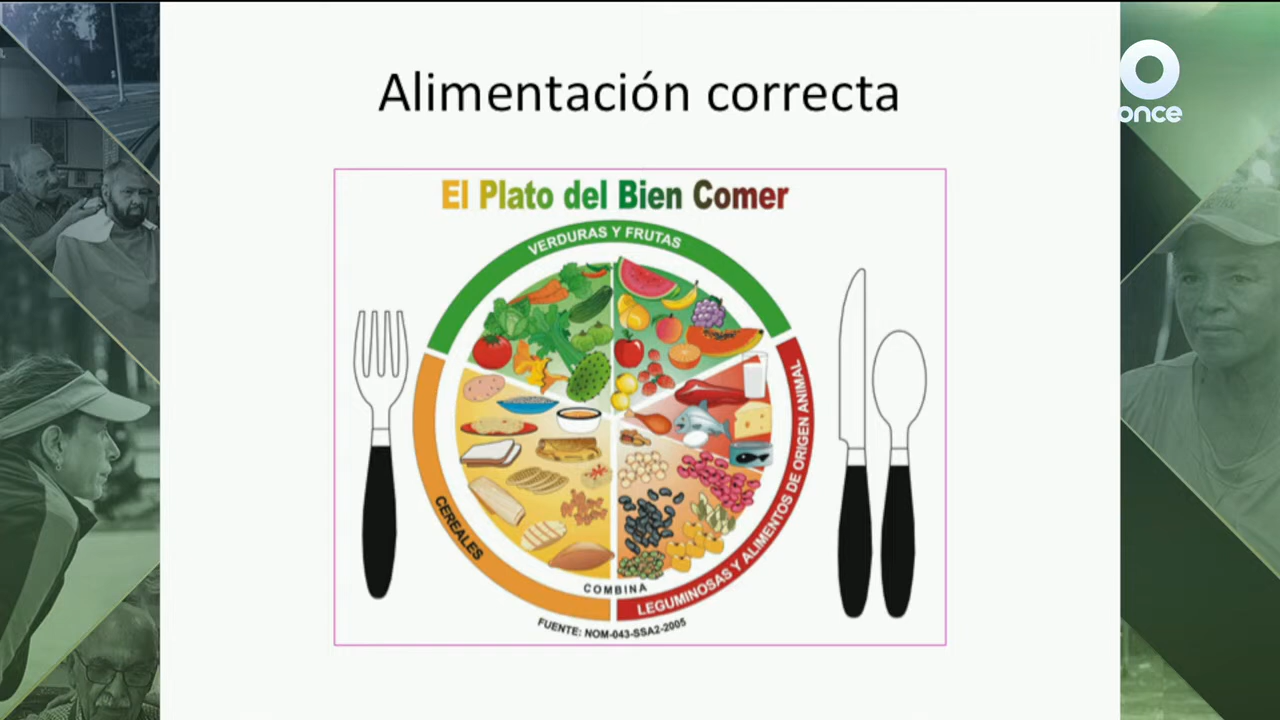 Alimentación correcta
once
El Plato del Bien Comer
VERDURAS Y FRUTAS
LEGUMINOSAS Y ALIMENTOS DE ORIGEN ANIMAL
CEREALES
COMBINA
FUENTE: NOM-043-SSA2-2005